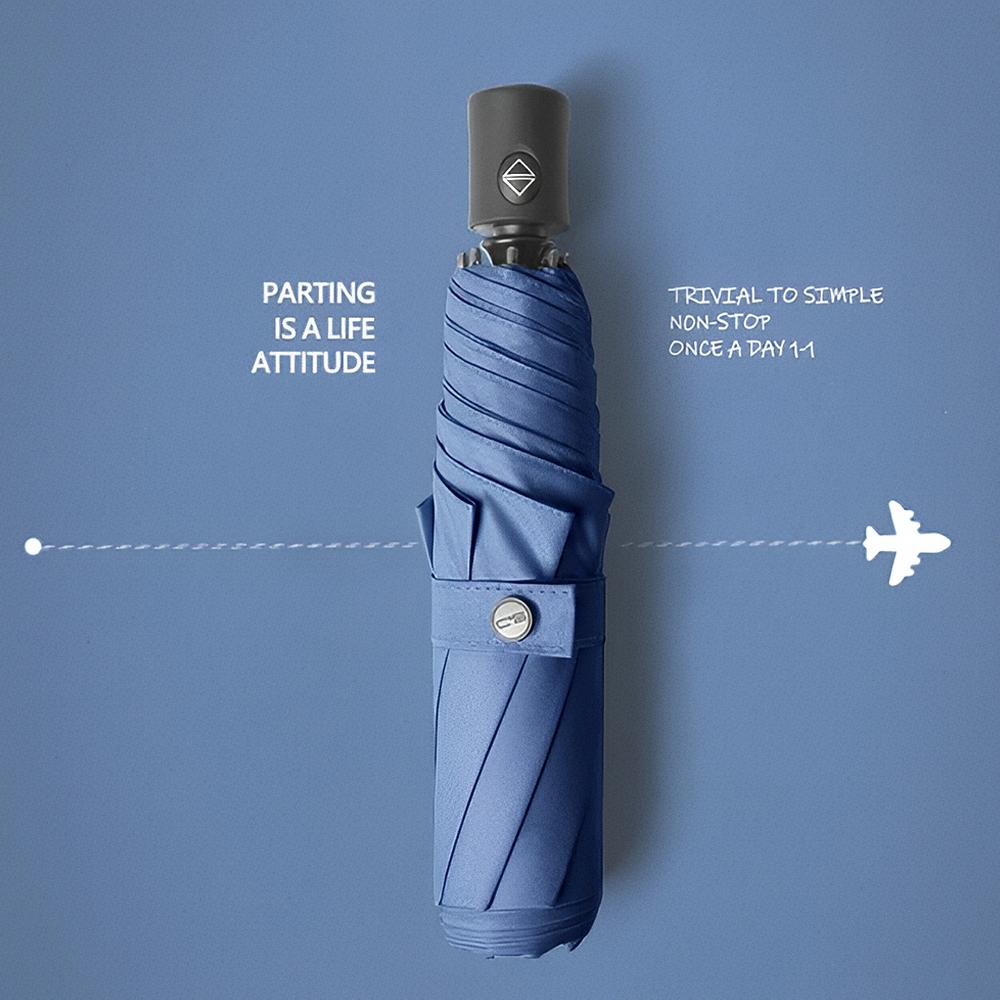 PARTING
IS A LIFE
ATTITUDE
TRIVIAL TO SIMPLE
NON-STOP
ONCE A DAY 1-1